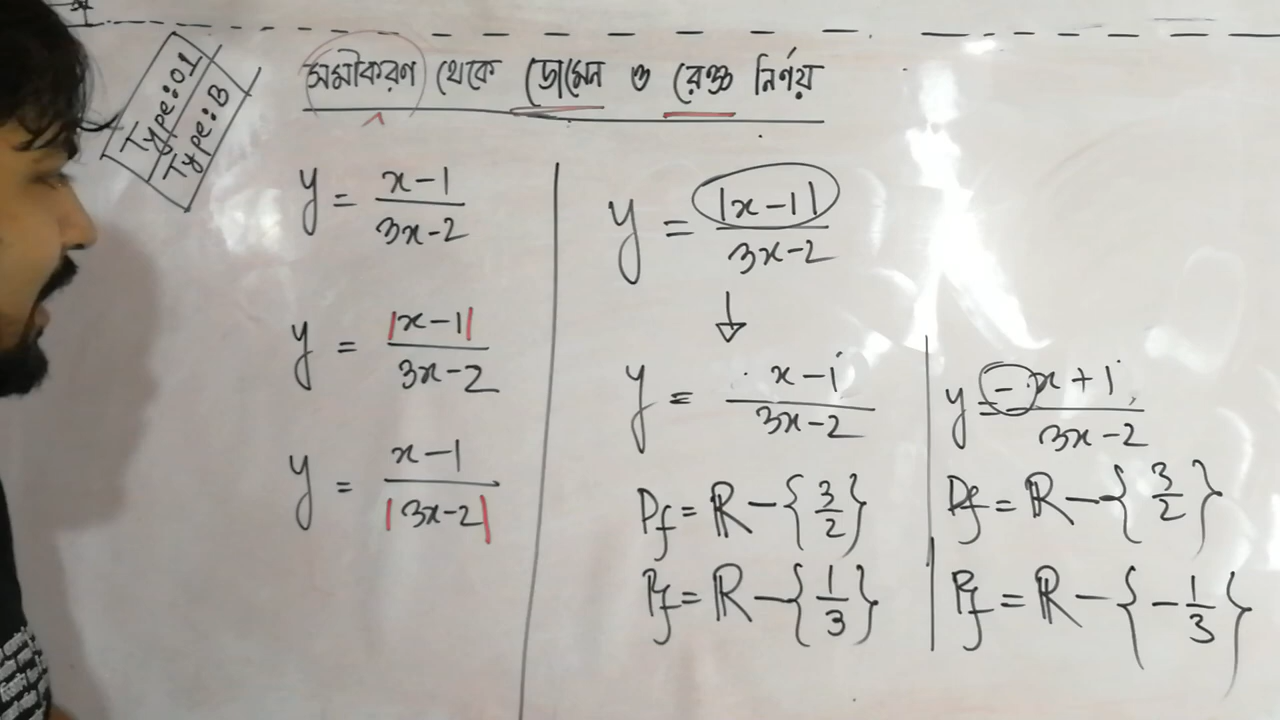 Type:01
Type:B
সমীকরণ থেকে ডোমেন ও রেঞ্জ নির্ণয়
y = x-1 / 3x-2
y = |x-1| / 3x-2
y = x-1 / |3x-2|
y = |x-1| / 3x-2
↓
y = x-1 / 3x-2
Df = ℝ - {3/2}
Rf = ℝ - {1/3}
y = -x+1 / 3x-2
Df = ℝ - {3/2}
Rf = ℝ - {-1/3}